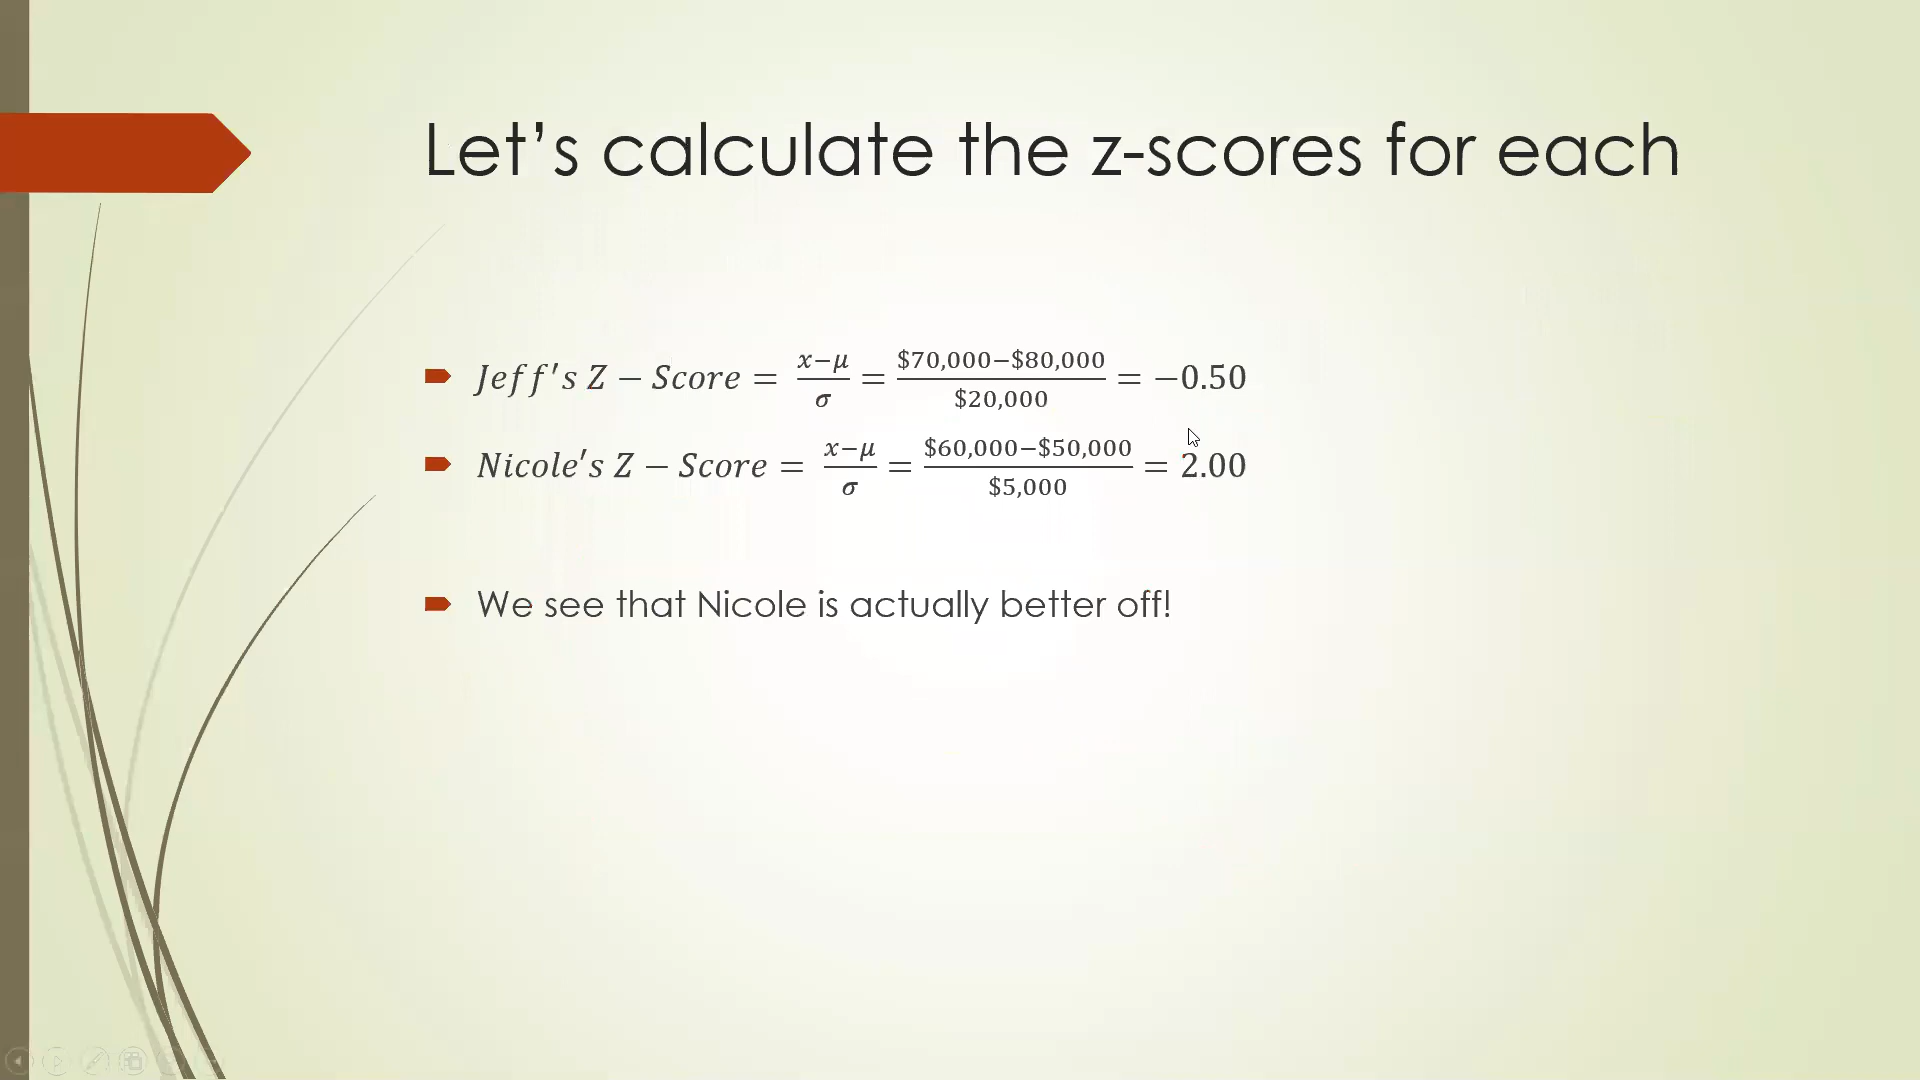 Let’s calculate the z-scores for each
Jeff's Z − Score = x−μ/σ = $70,000−$80,000/$20,000 = −0.50
Nicole's Z − Score = x−μ/σ = $60,000−$50,000/$5,000 = 2.00
We see that Nicole is actually better off!